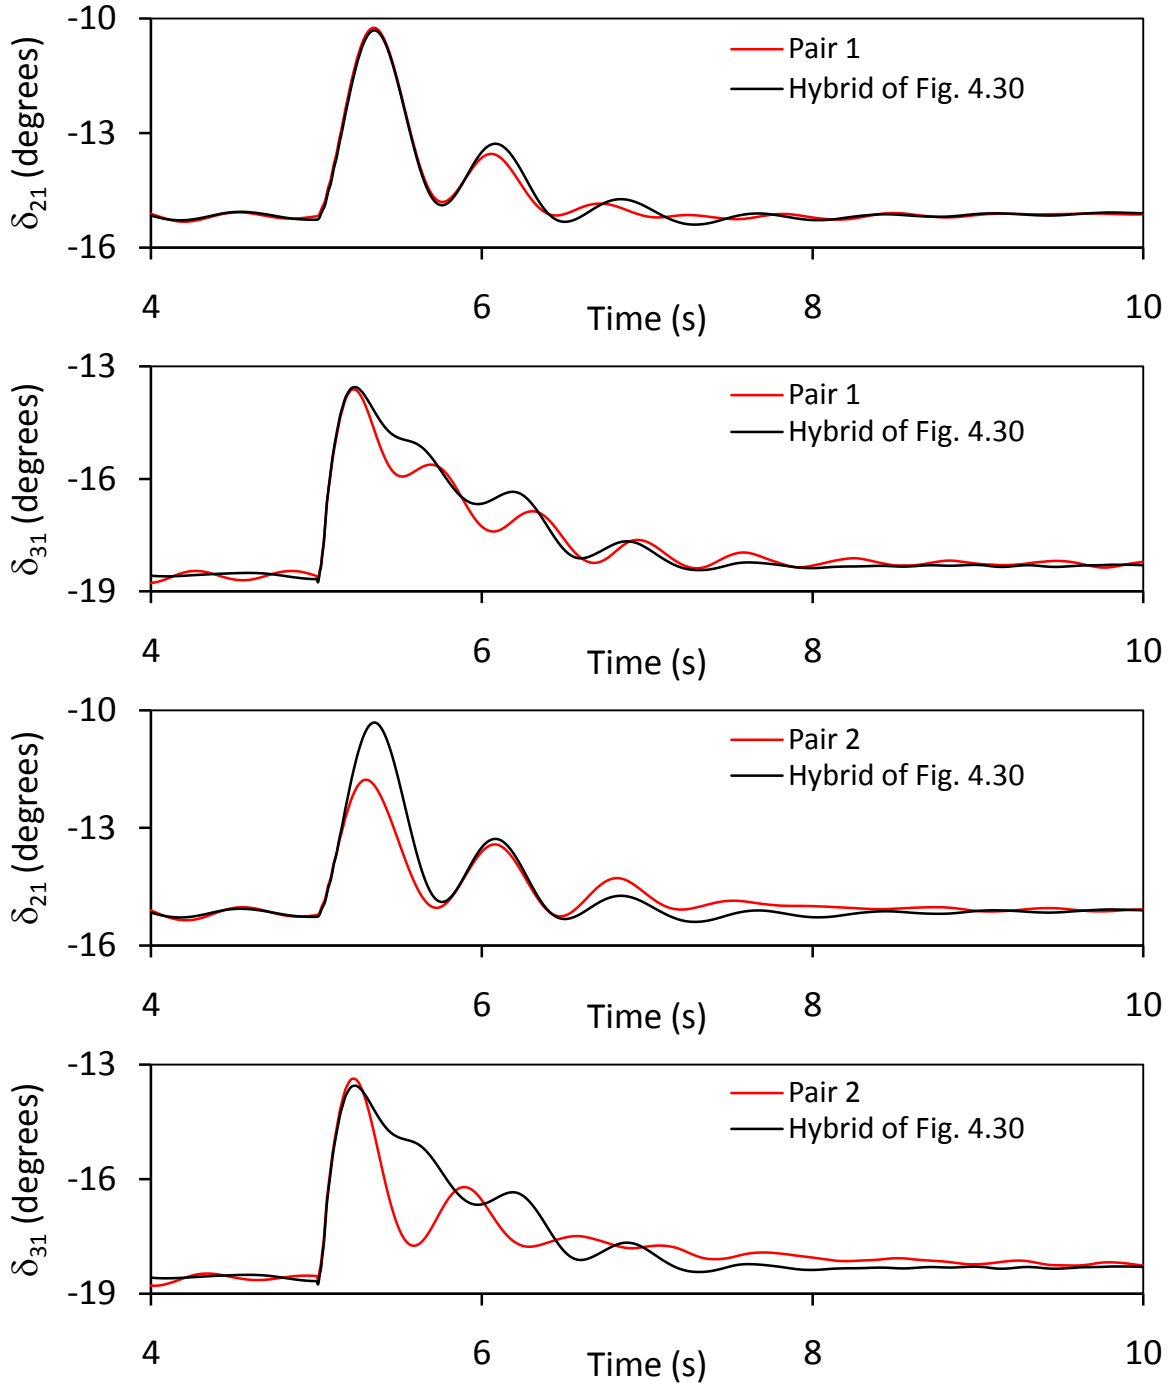 -10
-13
-16
δ21 (degrees)
Pair 1
Hybrid of Fig. 4.30
4 6 8 10
Time (s)
-13
-16
-19
δ31 (degrees)
Pair 1
Hybrid of Fig. 4.30
4 6 8 10
Time (s)
-10
-13
-16
δ21 (degrees)
Pair 2
Hybrid of Fig. 4.30
4 6 8 10
Time (s)
-13
-16
-19
δ31 (degrees)
Pair 2
Hybrid of Fig. 4.30
4 6 8 10
Time (s)